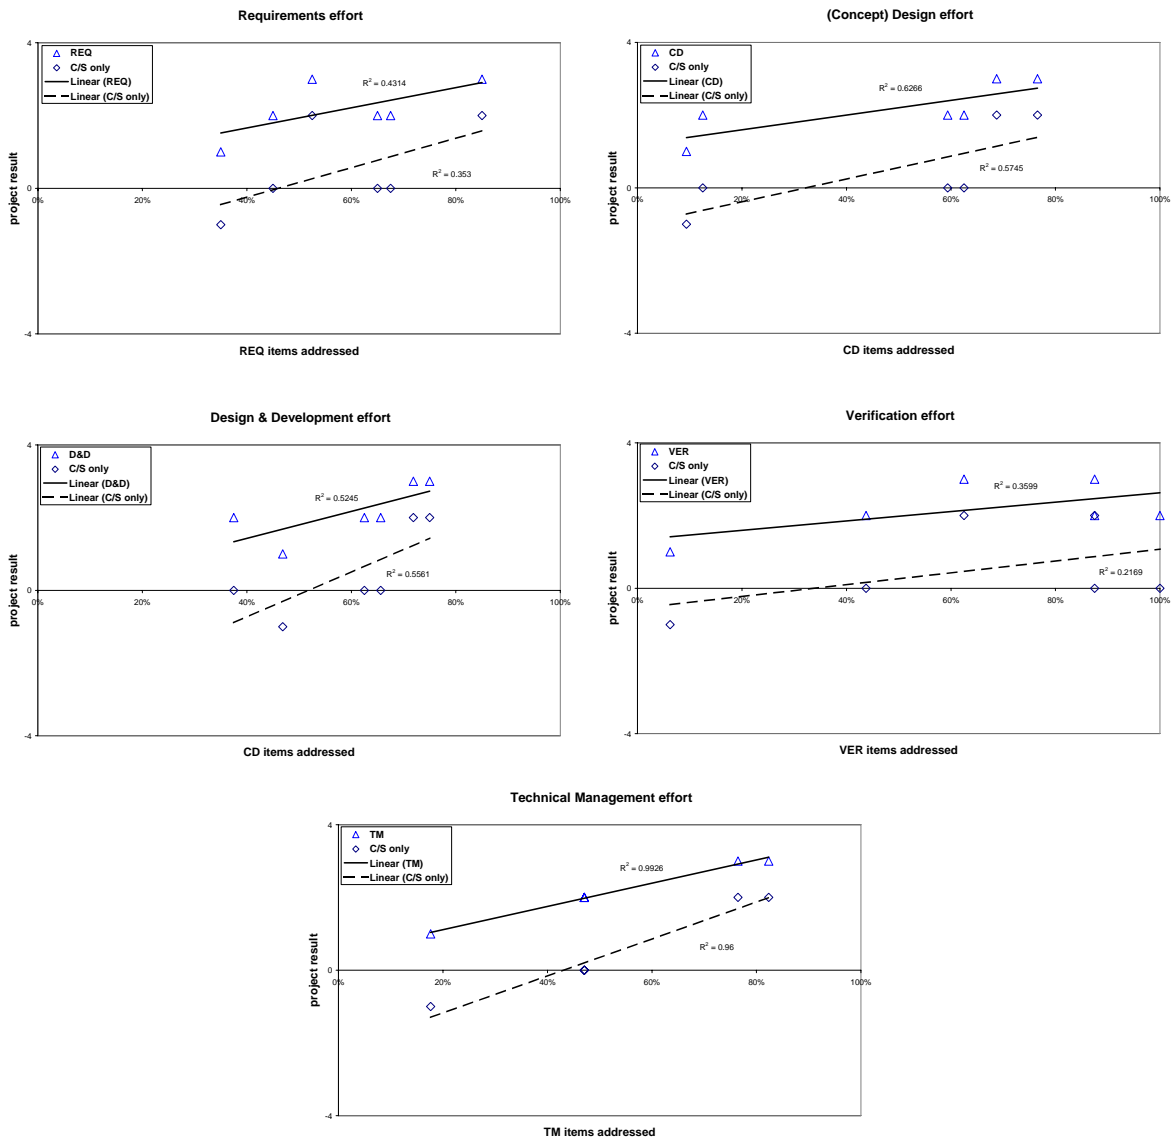 Requirements effort
4
REQ
C/S only
Linear (REQ)
Linear (C/S only)
R² = 0.4314
R² = 0.353
project result
0
0%
20%
40%
60%
80%
100%
-4
REQ items addressed
(Concept) Design effort
4
CD
C/S only
Linear (CD)
Linear (C/S only)
R² = 0.6266
R² = 0.5745
project result
0
0%
20%
40%
60%
80%
100%
-4
CD items addressed
Design & Development effort
4
D&D
C/S only
Linear (D&D)
Linear (C/S only)
R² = 0.5245
R² = 0.5561
project result
0
0%
20%
40%
60%
80%
100%
-4
CD items addressed
Verification effort
4
VER
C/S only
Linear (VER)
Linear (C/S only)
R² = 0.3599
R² = 0.2169
project result
0
0%
20%
40%
60%
80%
100%
-4
VER items addressed
Technical Management effort
4
TM
C/S only
Linear (TM)
Linear (C/S only)
R² = 0.9926
R² = 0.96
project result
0
0%
20%
40%
60%
80%
100%
-4
TM items addressed